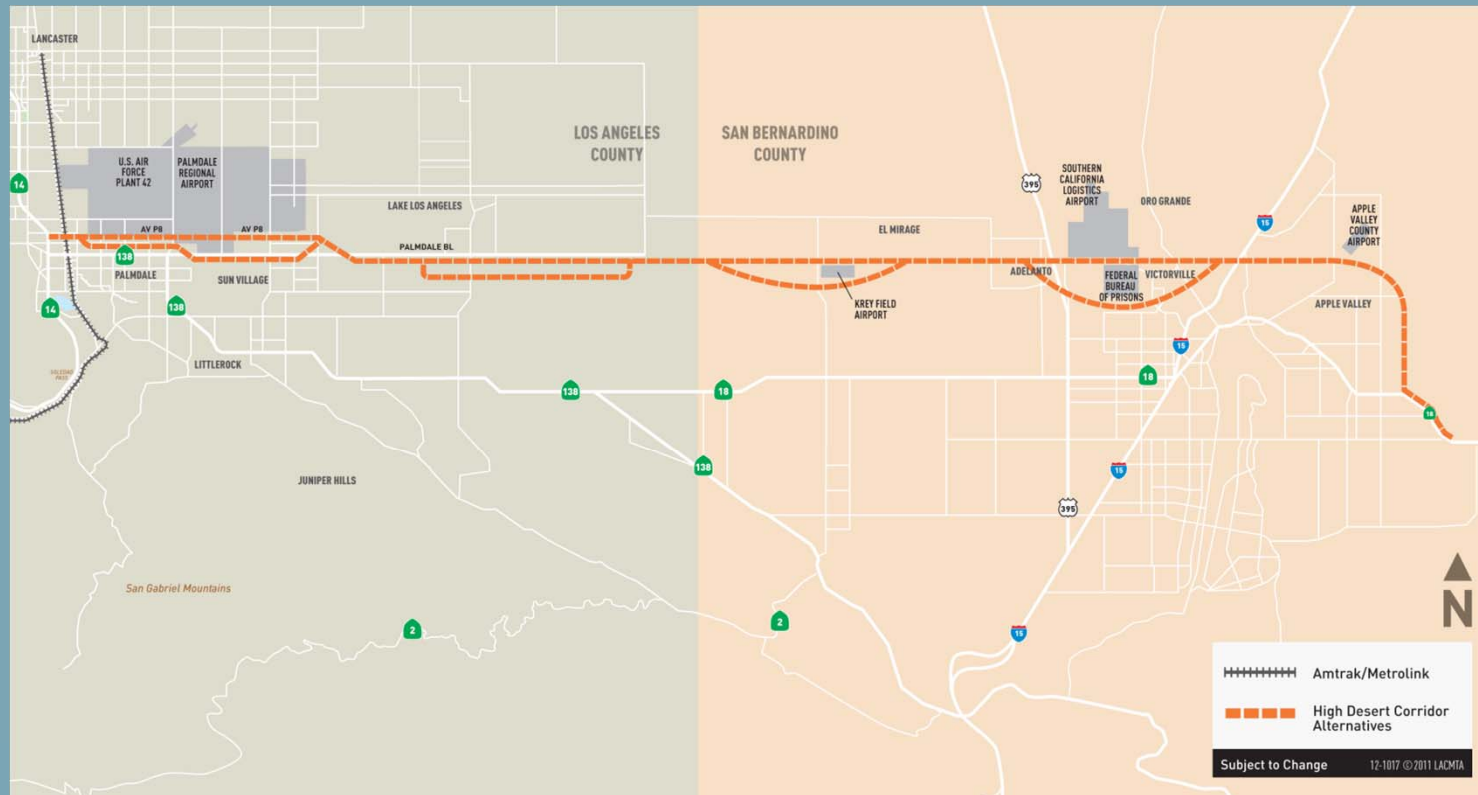 LANCASTER
U.S. AIR
FORCE
PLANT 42
PALMDALE
REGIONAL
AIRPORT
14
LOS ANGELES
COUNTY
SAN BERNARDINO
COUNTY
395
SOUTHERN
CALIFORNIA
LOGISTICS
AIRPORT
ORO GRANDE
15
APPLE
VALLEY
COUNTY
AIRPORT
LAKE LOS ANGELES
AV P8
AV P8
EL MIRAGE
PALMDALE BL
138
PALMDALE
SUN VILLAGE
ADELANTO
FEDERAL
BUREAU
OF PRISONS
VICTORVILLE
KREY FIELD
AIRPORT
APPLE VALLEY
14
138
15
LITTLEROCK
138
18
18
18
138
15
JUNIPER HILLS
395
San Gabriel Mountains
2
2
15
N
Amtrak/Metrolink
High Desert Corridor
Alternatives
Subject to Change
12-1017 ©2011 LACMTA